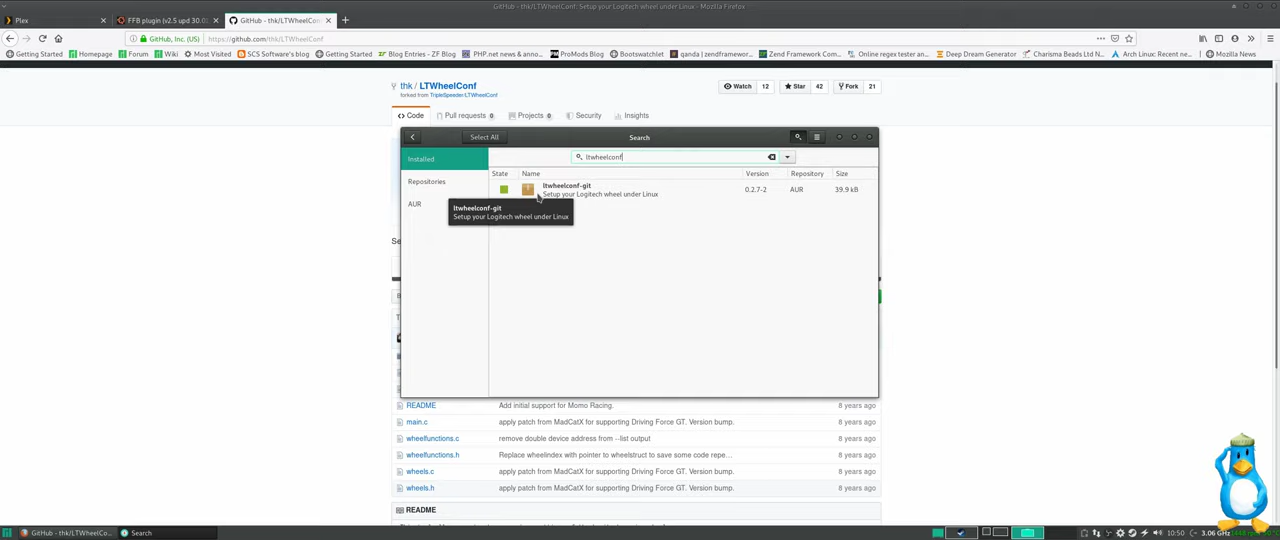 GitHub - thk/LTWheelConf: Setup your Logitech wheel under Linux - Mozilla Firefox
Plex
FFB plugin (v2.5 upd 30.0
GitHub - thk/LTWheelConf
GitHub, Inc. (US)
https://github.com/thk/LTWheelConf
Getting Started
Homepage
Forum
Wiki
Most Visited
SCS Software's blog
Getting Started
Blog Entries - ZF Blog
PHP.net news & anno...
ProMods Blog
Bootswatchlet
qanda | zendframework...
Zend Framework Com...
Online regex tester an...
Deep Dream Generator
Charisma Beads Ltd N...
Arch Linux: Recent ne...
Mozilla News
thk / LTWheelConf
forked from TripleSpeeder/LTWheelConf
Watch 12
Star 42
Fork 21
Code
Pull requests 0
Projects 0
Security
Insights
Select All
Search
Installed
ltwheelconf
State
Name
Version
Repository
Size
Repositories
ltwheelconf-git
Setup your Logitech wheel under Linux
0.2.7-2
AUR
39.9 kB
AUR
ltwheelconf-git
Setup your Logitech wheel under Linux
Se
README
Add initial support for Momo Racing.
8 years ago
main.c
apply patch from MadCatX for supporting Driving Force GT. Version bump.
8 years ago
wheelfunctions.c
remove double device address from --list output
8 years ago
wheelfunctions.h
Replace wheelindex with pointer to wheelstruct to save some code repe...
8 years ago
wheels.c
apply patch from MadCatX for supporting Driving Force GT. Version bump.
8 years ago
wheels.h
apply patch from MadCatX for supporting Driving Force GT. Version bump.
8 years ago
README
GitHub - thk/LTWheelCo...
Search
10:50
3.06 GHz